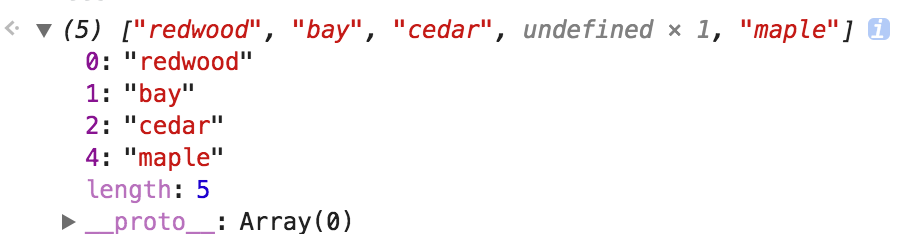 (5) ["redwood", "bay", "cedar", undefined × 1, "maple"] i
0: "redwood"
1: "bay"
2: "cedar"
4: "maple"
length: 5
__proto__: Array(0)